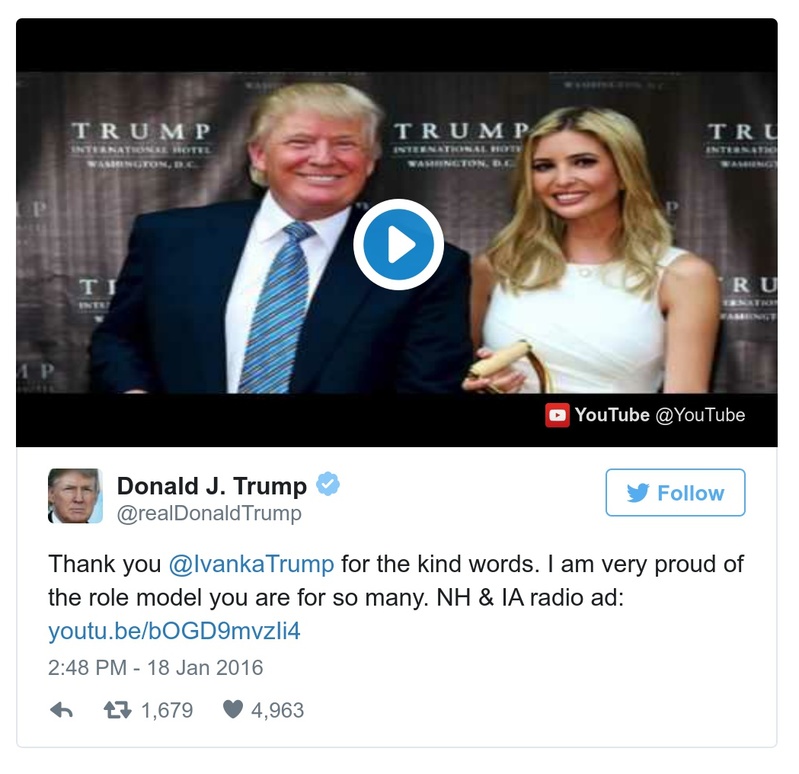 TRUMP
INTERNATIONAL HOTEL
WASHINGTON, D.C.
TRUMP
INTERNATIONAL HOTE
WASHINGTON, D.C.
TRU
INTERNATIO
WASHINGT
YouTube @YouTube
Donald J. Trump
@realDonaldTrump
Follow
Thank you @IvankaTrump for the kind words. I am very proud of
the role model you are for so many. NH & IA radio ad:
youtu.be/bOGD9mvzIi4
2:48 PM - 18 Jan 2016
1,679 4,963